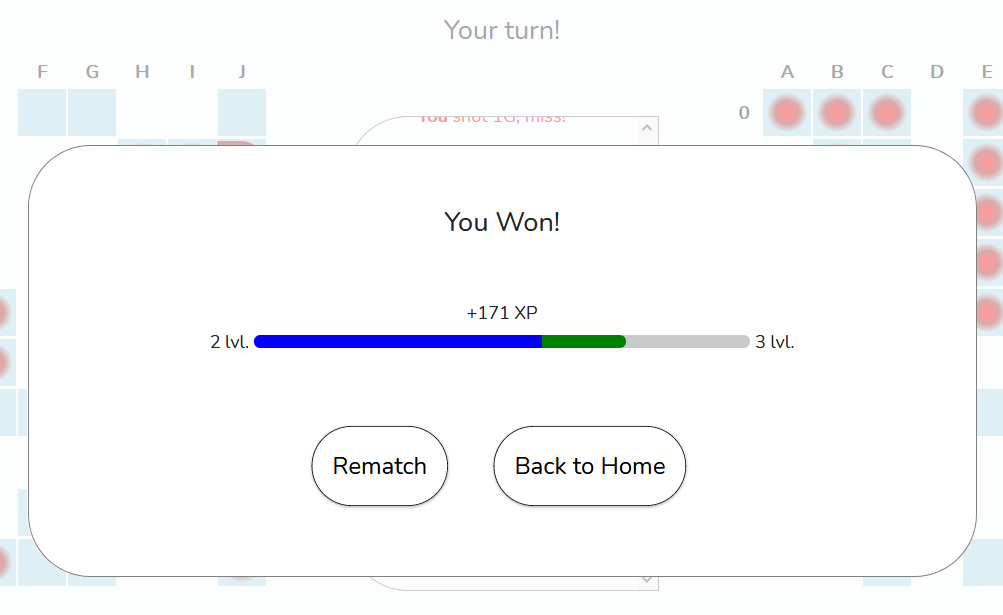 Your turn!
F G H I J
A B C D E
0
You shot 1G, miss!
You Won!
+171 XP
2 lvl. 3 lvl.
Rematch Back to Home